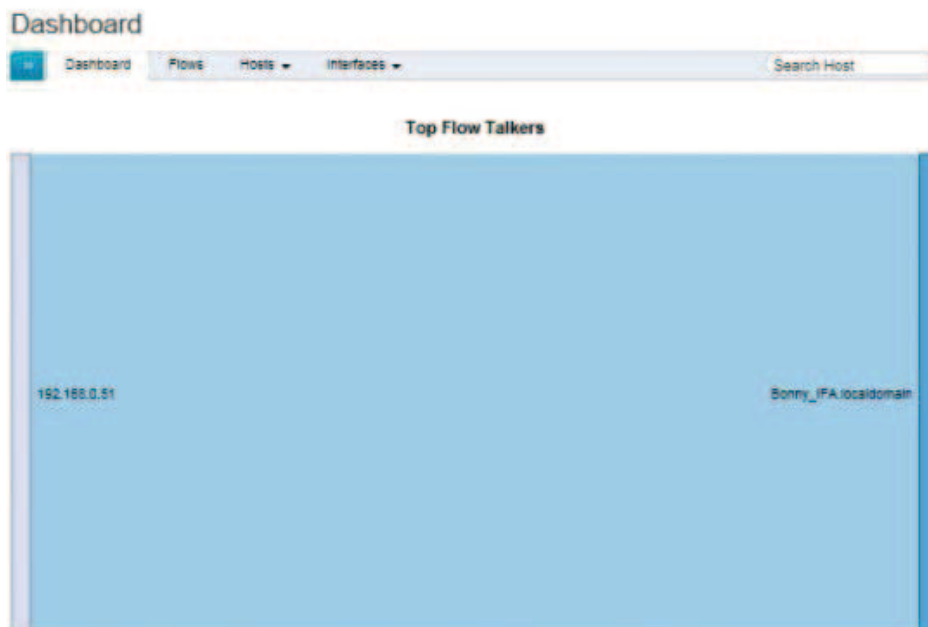 Dashboard
Dashboard Flows Hosts Interfaces Search Host
Top Flow Talkers
192.168.0.51 Bonny_IFA.localdomain